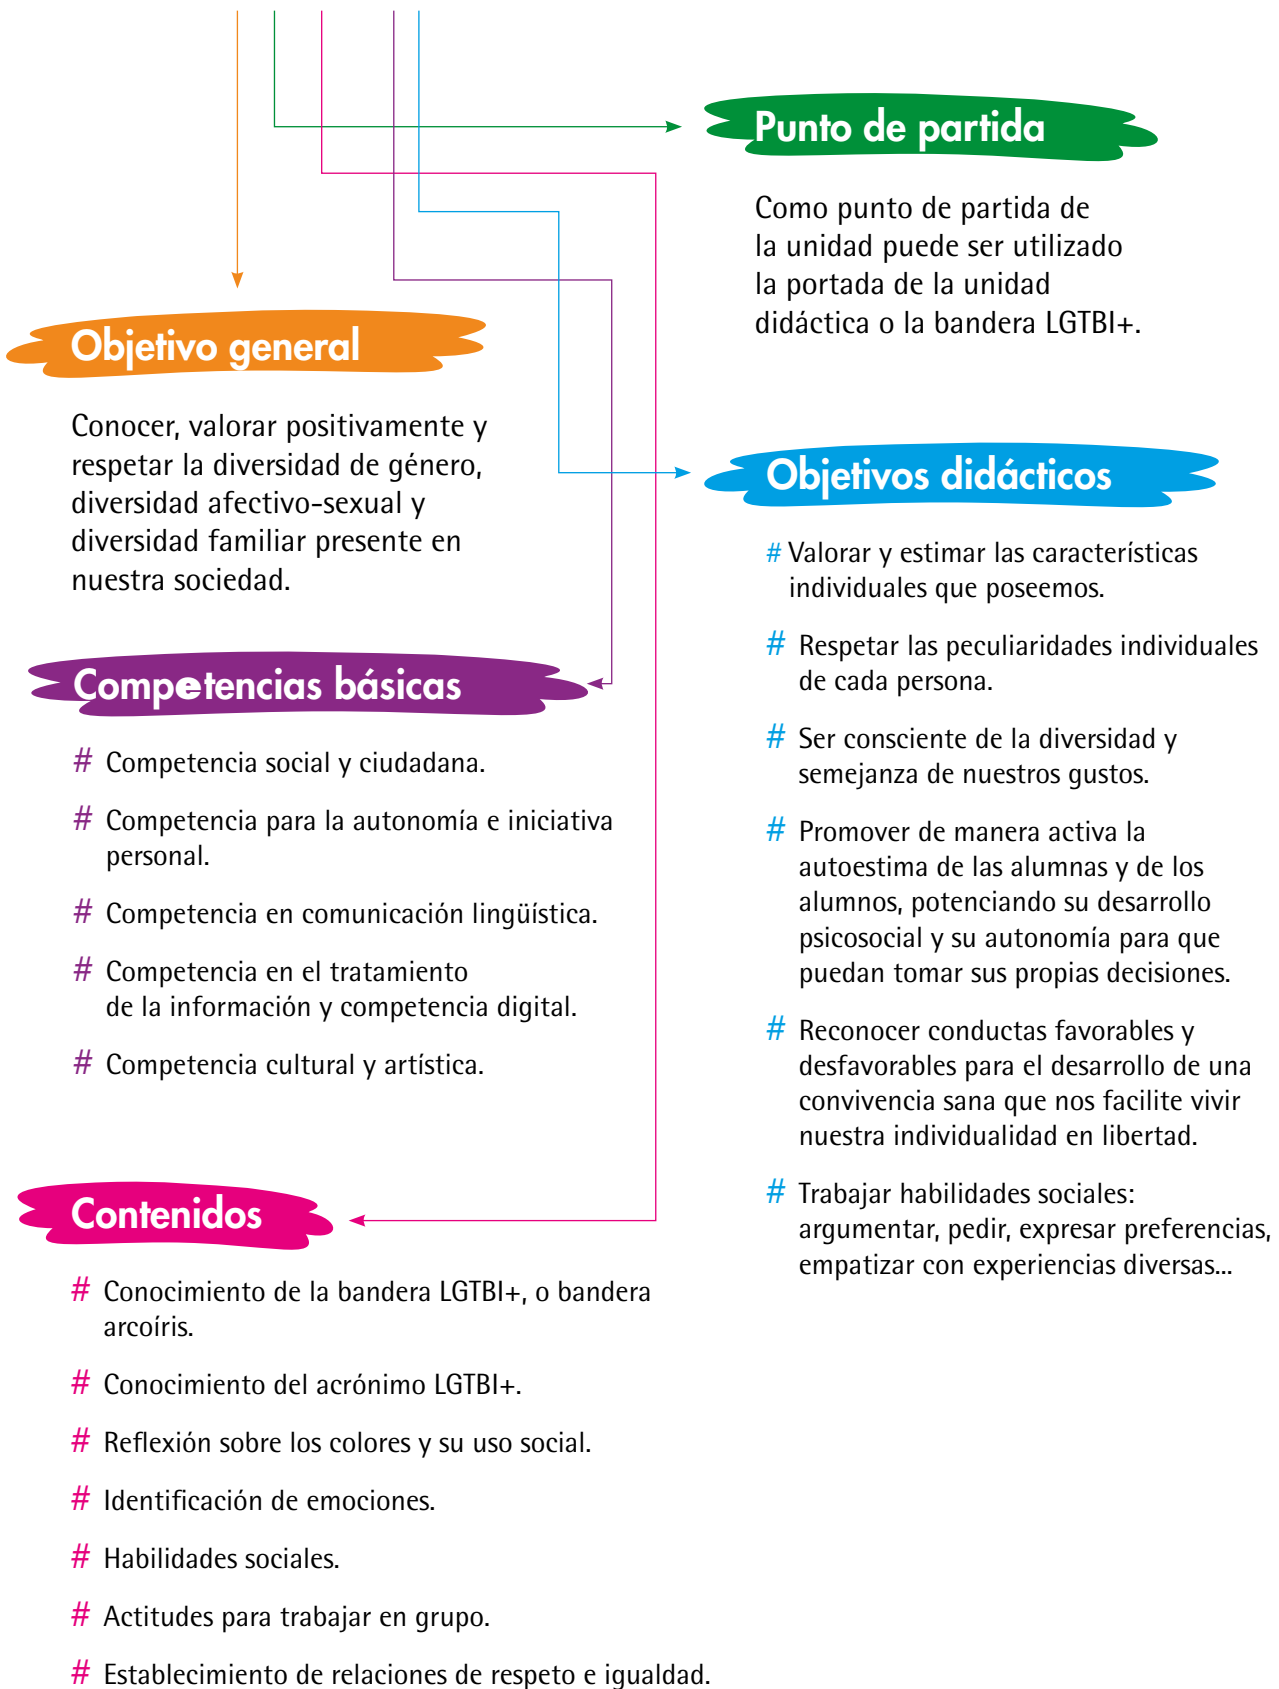 Punto de partida
Como punto de partida de
la unidad puede ser utilizado
la portada de la unidad
didáctica o la bandera LGTBI+.
Objetivo general
Conocer, valorar positivamente y
respetar la diversidad de género,
diversidad afectivo-sexual y
diversidad familiar presente en
nuestra sociedad.
Objetivos didácticos
# Valorar y estimar las características
individuales que poseemos.
# Respetar las peculiaridades individuales
de cada persona.
# Ser consciente de la diversidad y
semejanza de nuestros gustos.
# Promover de manera activa la
autoestima de las alumnas y de los
alumnos, potenciando su desarrollo
psicosocial y su autonomía para que
puedan tomar sus propias decisiones.
# Reconocer conductas favorables y
desfavorables para el desarrollo de una
convivencia sana que nos facilite vivir
nuestra individualidad en libertad.
# Trabajar habilidades sociales:
argumentar, pedir, expresar preferencias,
empatizar con experiencias diversas...
Competencias básicas
# Competencia social y ciudadana.
# Competencia para la autonomía e iniciativa
personal.
# Competencia en comunicación lingüística.
# Competencia en el tratamiento
de la información y competencia digital.
# Competencia cultural y artística.
Contenidos
# Conocimiento de la bandera LGTBI+, o bandera
arcoíris.
# Conocimiento del acrónimo LGTBI+.
# Reflexión sobre los colores y su uso social.
# Identificación de emociones.
# Habilidades sociales.
# Actitudes para trabajar en grupo.
# Establecimiento de relaciones de respeto e igualdad.